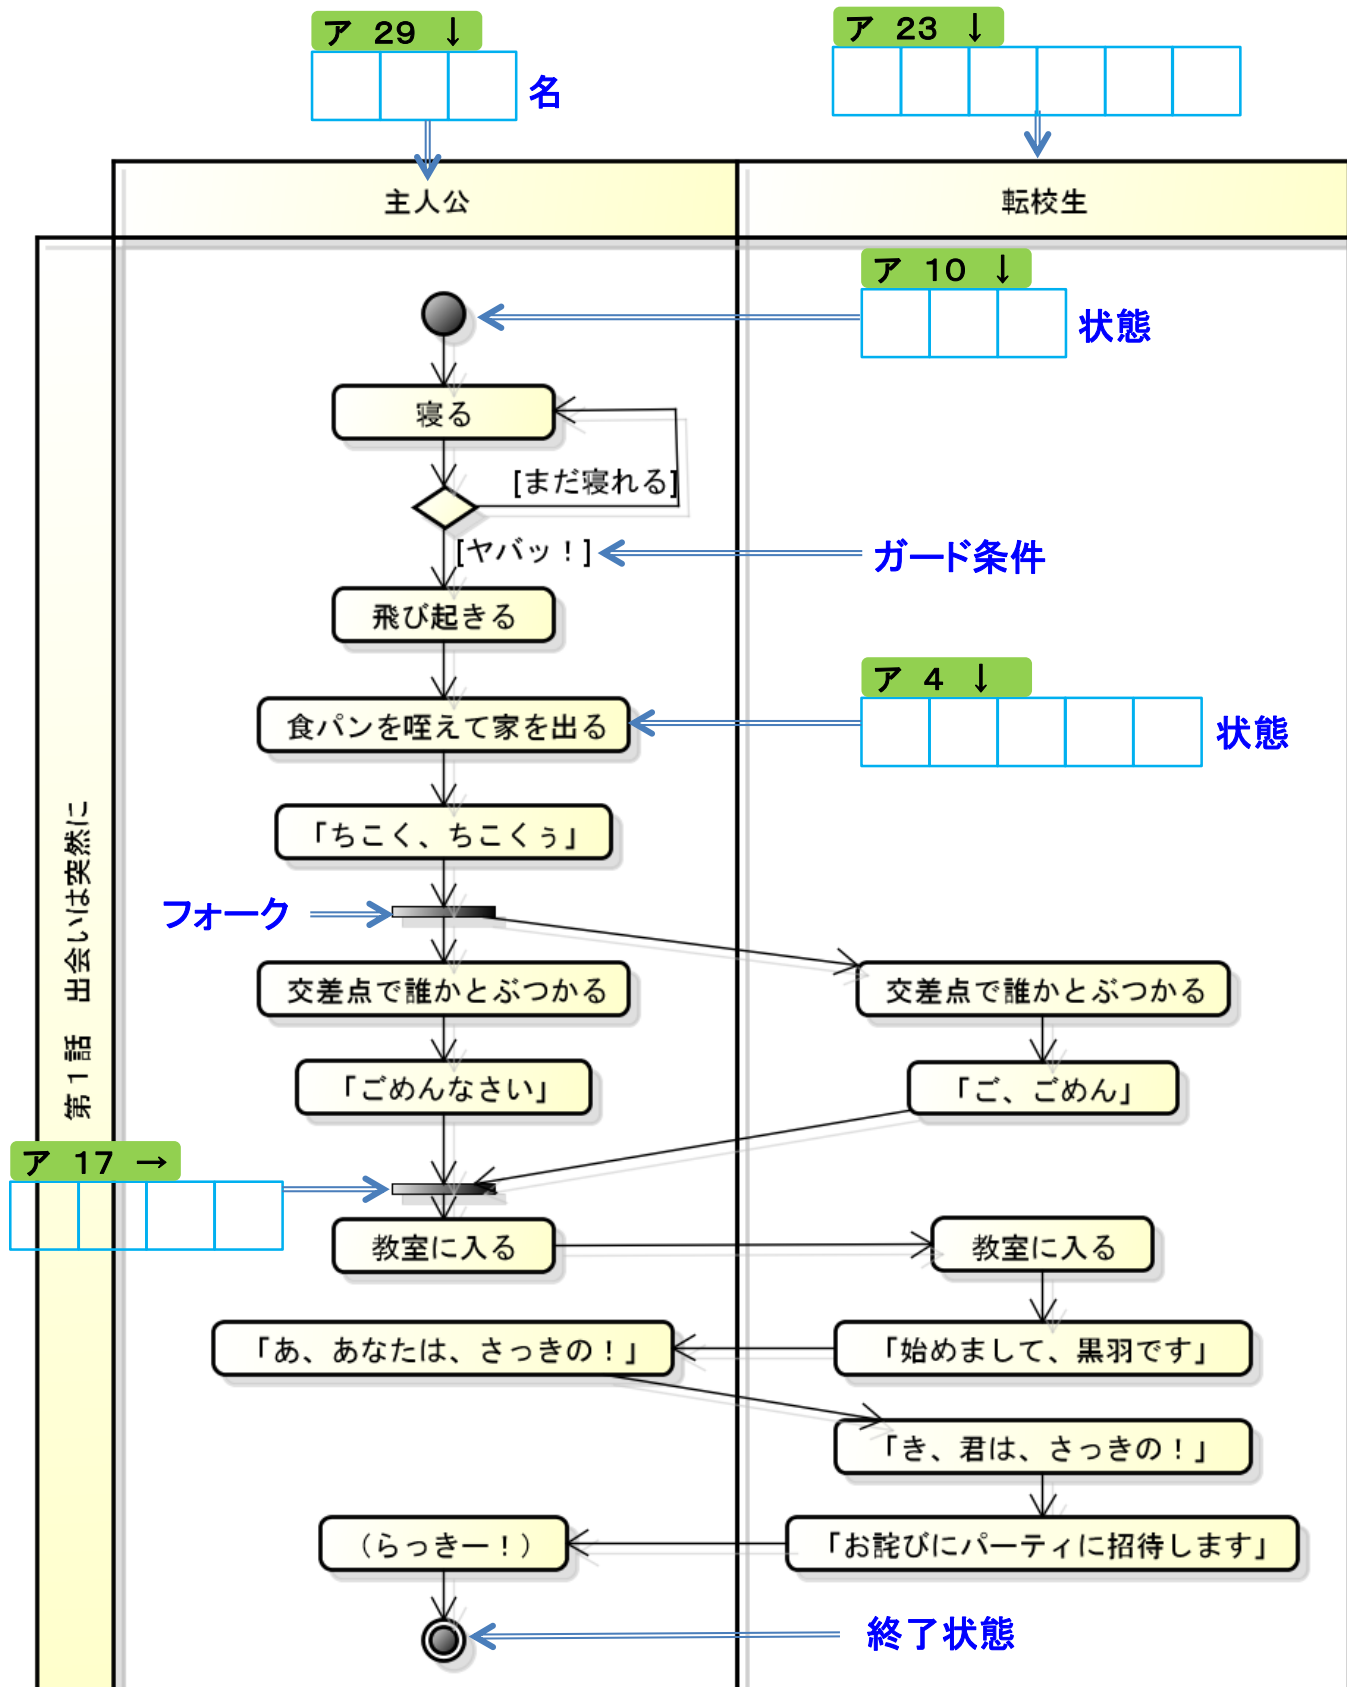 ア 29 ↓
名
ア 23 ↓
主人公
転校生
ア 10 ↓
状態
寝る
[まだ寝れる]
[ヤバッ！]
ガード条件
飛び起きる
ア 4 ↓
状態
食パンを咥えて家を出る
「ちこく、ちこくぅ」
第１話　出会いは突然に
フォーク
交差点で誰かとぶつかる
交差点で誰かとぶつかる
「ごめんなさい」
「ご、ごめん」
ア 17 →
教室に入る
教室に入る
「始めまして、黒羽です」
「あ、あなたは、さっきの！」
「き、君は、さっきの！」
「お詫びにパーティに招待します」
（らっきー！）
終了状態